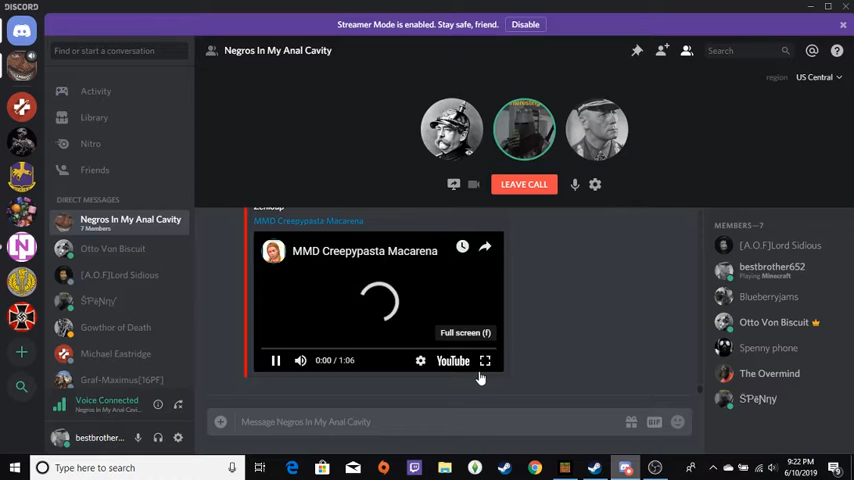 DISCORD
Streamer Mode is enabled. Stay safe, friend.
Disable
Find or start a conversation
Negros In My Anal Cavity
Search
region
US Central
Activity
Library
Nitro
Friends
DIRECT MESSAGES
Negros In My Anal Cavity
7 Members
Otto Von Biscuit
[A.O.F]Lord Sidious
Gowthor of Death
Michael Eastridge
Graf-Maximus[16PF]
Voice Connected
Negros In My Anal Cavi...
bestbrother...
interesting
LEAVE CALL
MMD Creepypasta Macarena
MMD Creepypasta Macarena
Full screen (f)
0:00 / 1:06
YouTube
Message Negros In My Anal Cavity
GIF
MEMBERS—7
[A.O.F]Lord Sidious
bestbrother652
Playing Minecraft
Blueberryjams
Otto Von Biscuit
Spenny phone
The Overmind
N
Type here to search
9:22 PM
6/10/2019